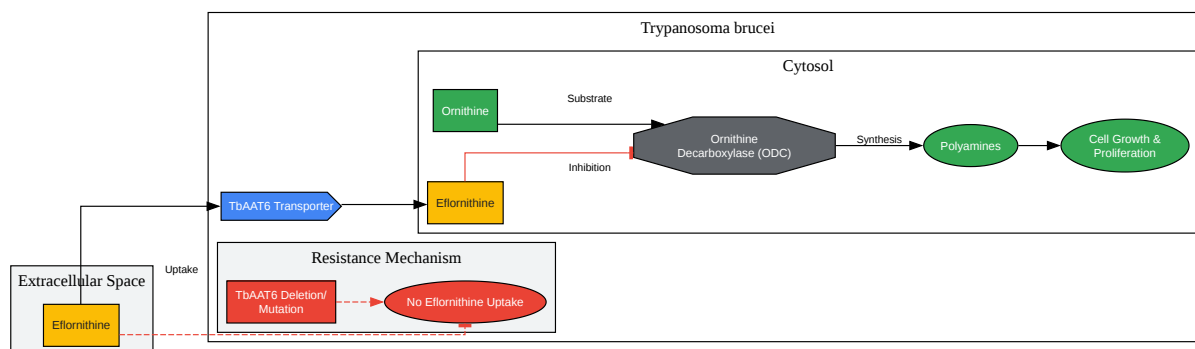 Trypanosoma brucei
Cytosol
Ornithine
Substrate
Ornithine
Decarboxylase (ODC)
Synthesis
Polyamines
Cell Growth &
Proliferation
Inhibition
Eflornithine
TbAAT6 Transporter
Resistance Mechanism
TbAAT6 Deletion/
Mutation
No Eflornithine Uptake
Uptake
Extracellular Space
Eflornithine